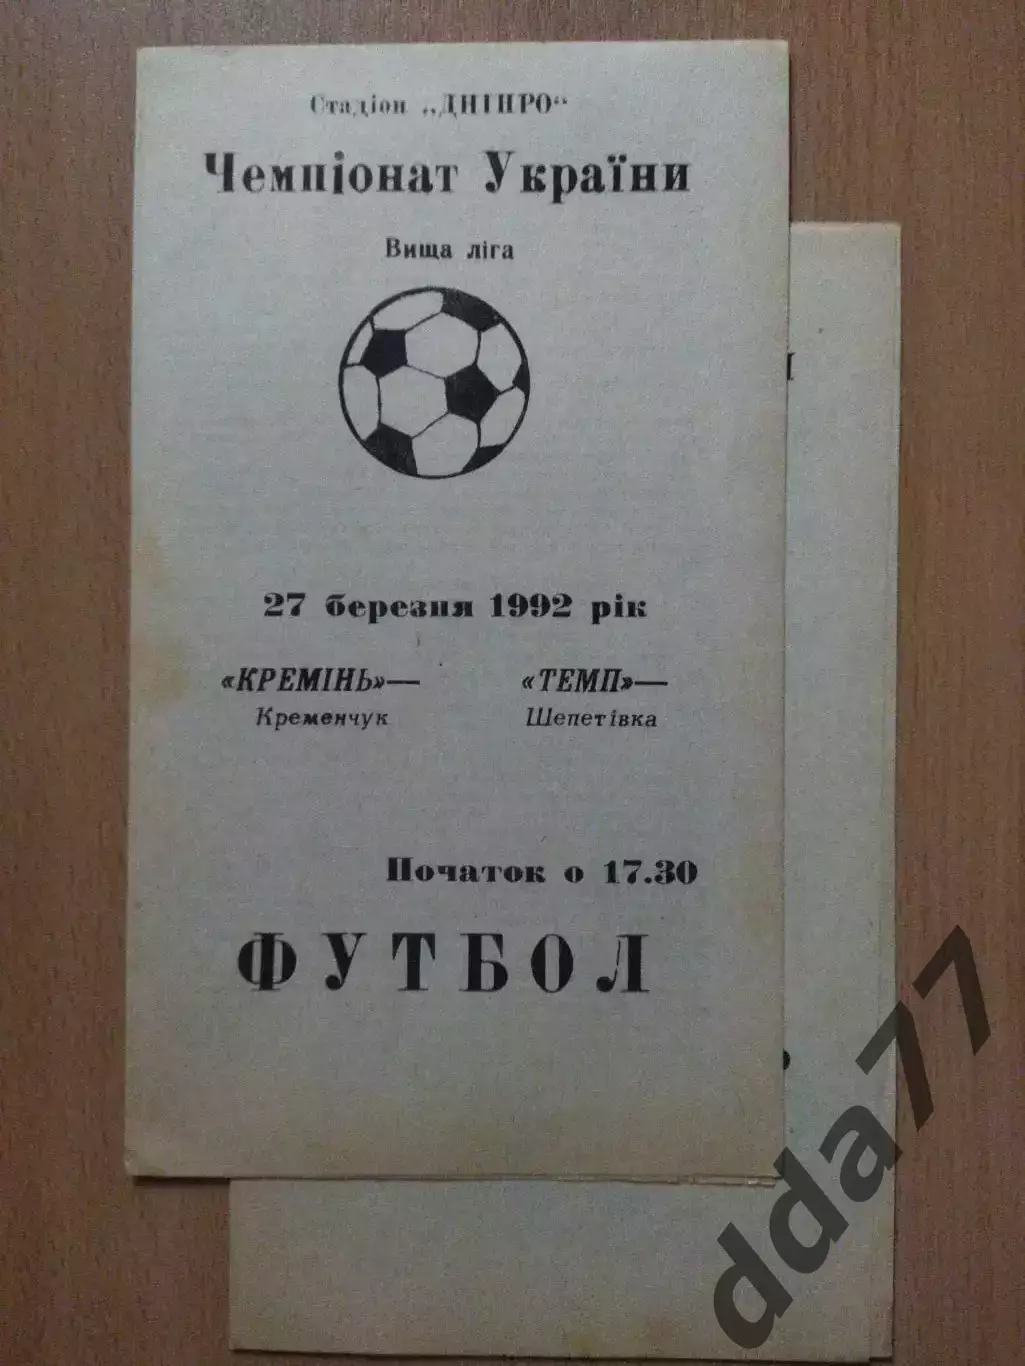 Стадіон „ДНІПРО“
Чемпіонат України
Вища ліга
27 березня 1992 рік
«КРЕМІНЬ»— «ТЕМП»—
Кременчук Шепетівка
Початок о 17.30
ФУТБОЛ
dda77